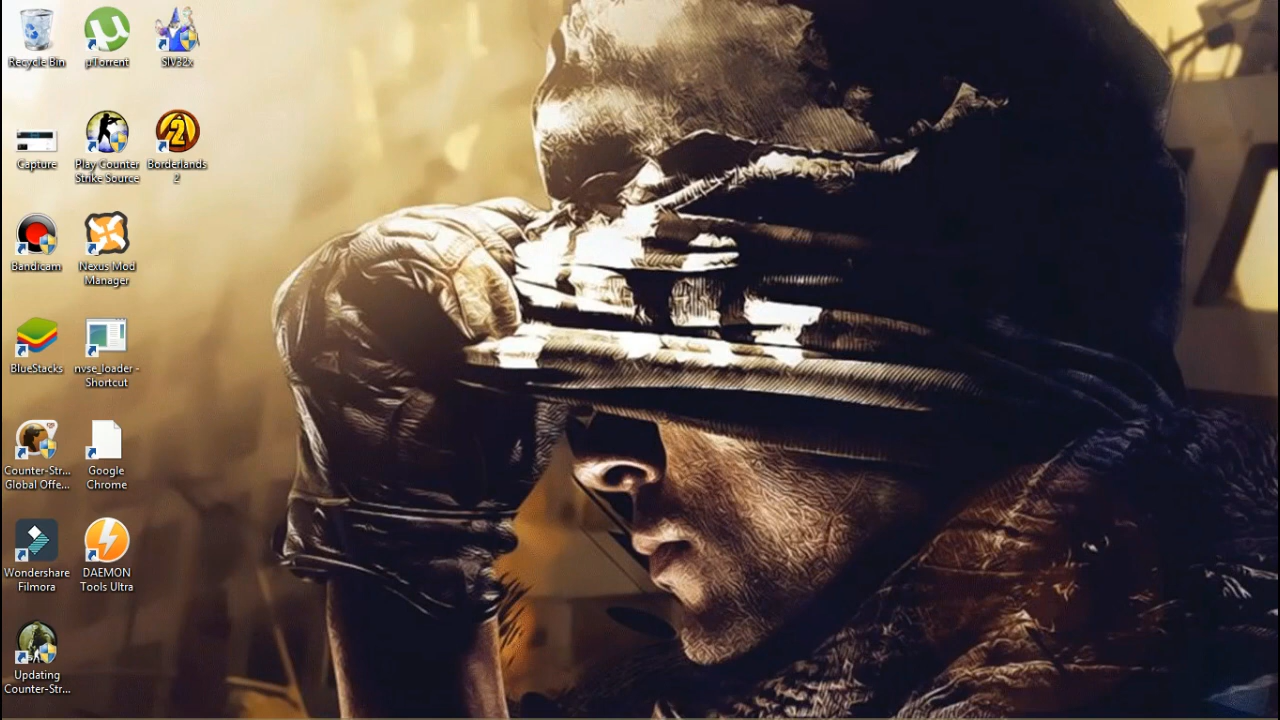 Recycle Bin
µTorrent
SIV32x
Capture
Play Counter
Strike Source
Borderlands
2
2
Bandicam
Nexus Mod
Manager
BlueStacks
nvse_loader -
Shortcut
Counter-Str...
Global Offe...
Google
Chrome
Wondershare
Filmora
DAEMON
Tools Ultra
Updating
Counter-Str...